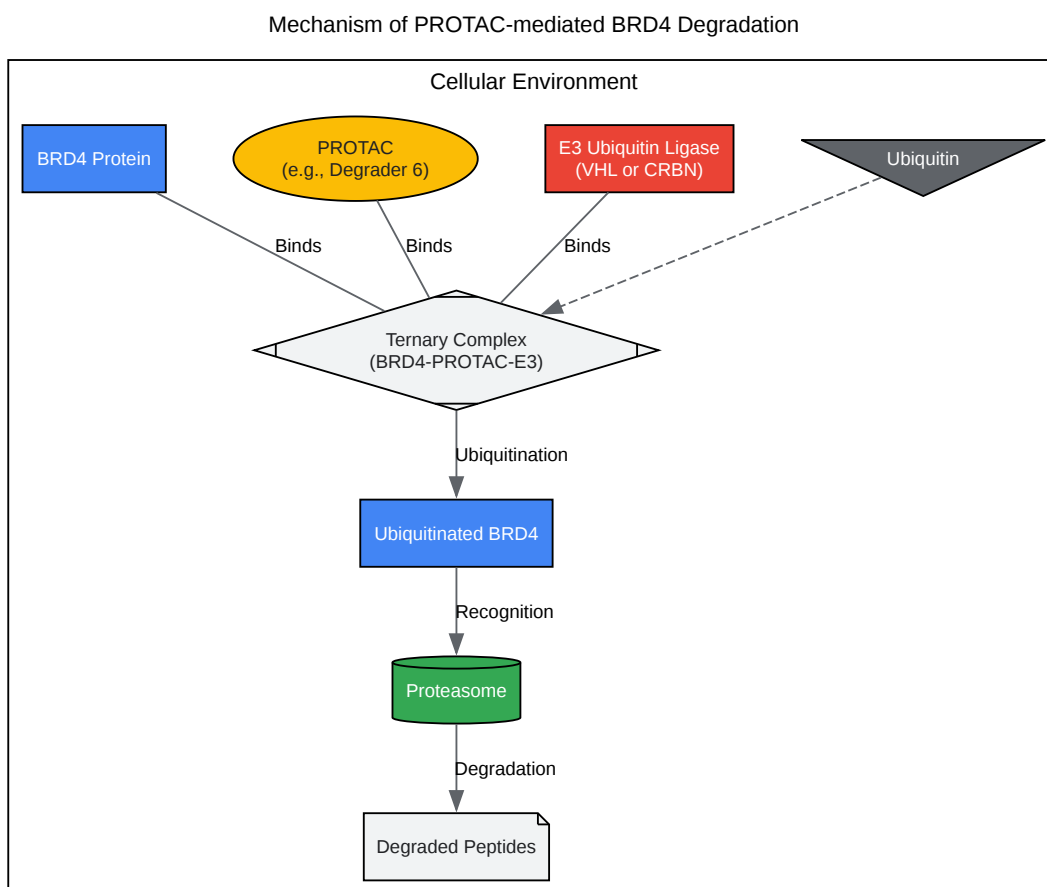 Mechanism of PROTAC-mediated BRD4 Degradation
Cellular Environment
BRD4 Protein
PROTAC
(e.g., Degrader 6)
E3 Ubiquitin Ligase
(VHL or CRBN)
Ubiquitin
Binds
Binds
Binds
Ternary Complex
(BRD4-PROTAC-E3)
Ubiquitination
Ubiquitinated BRD4
Recognition
Proteasome
Degradation
Degraded Peptides